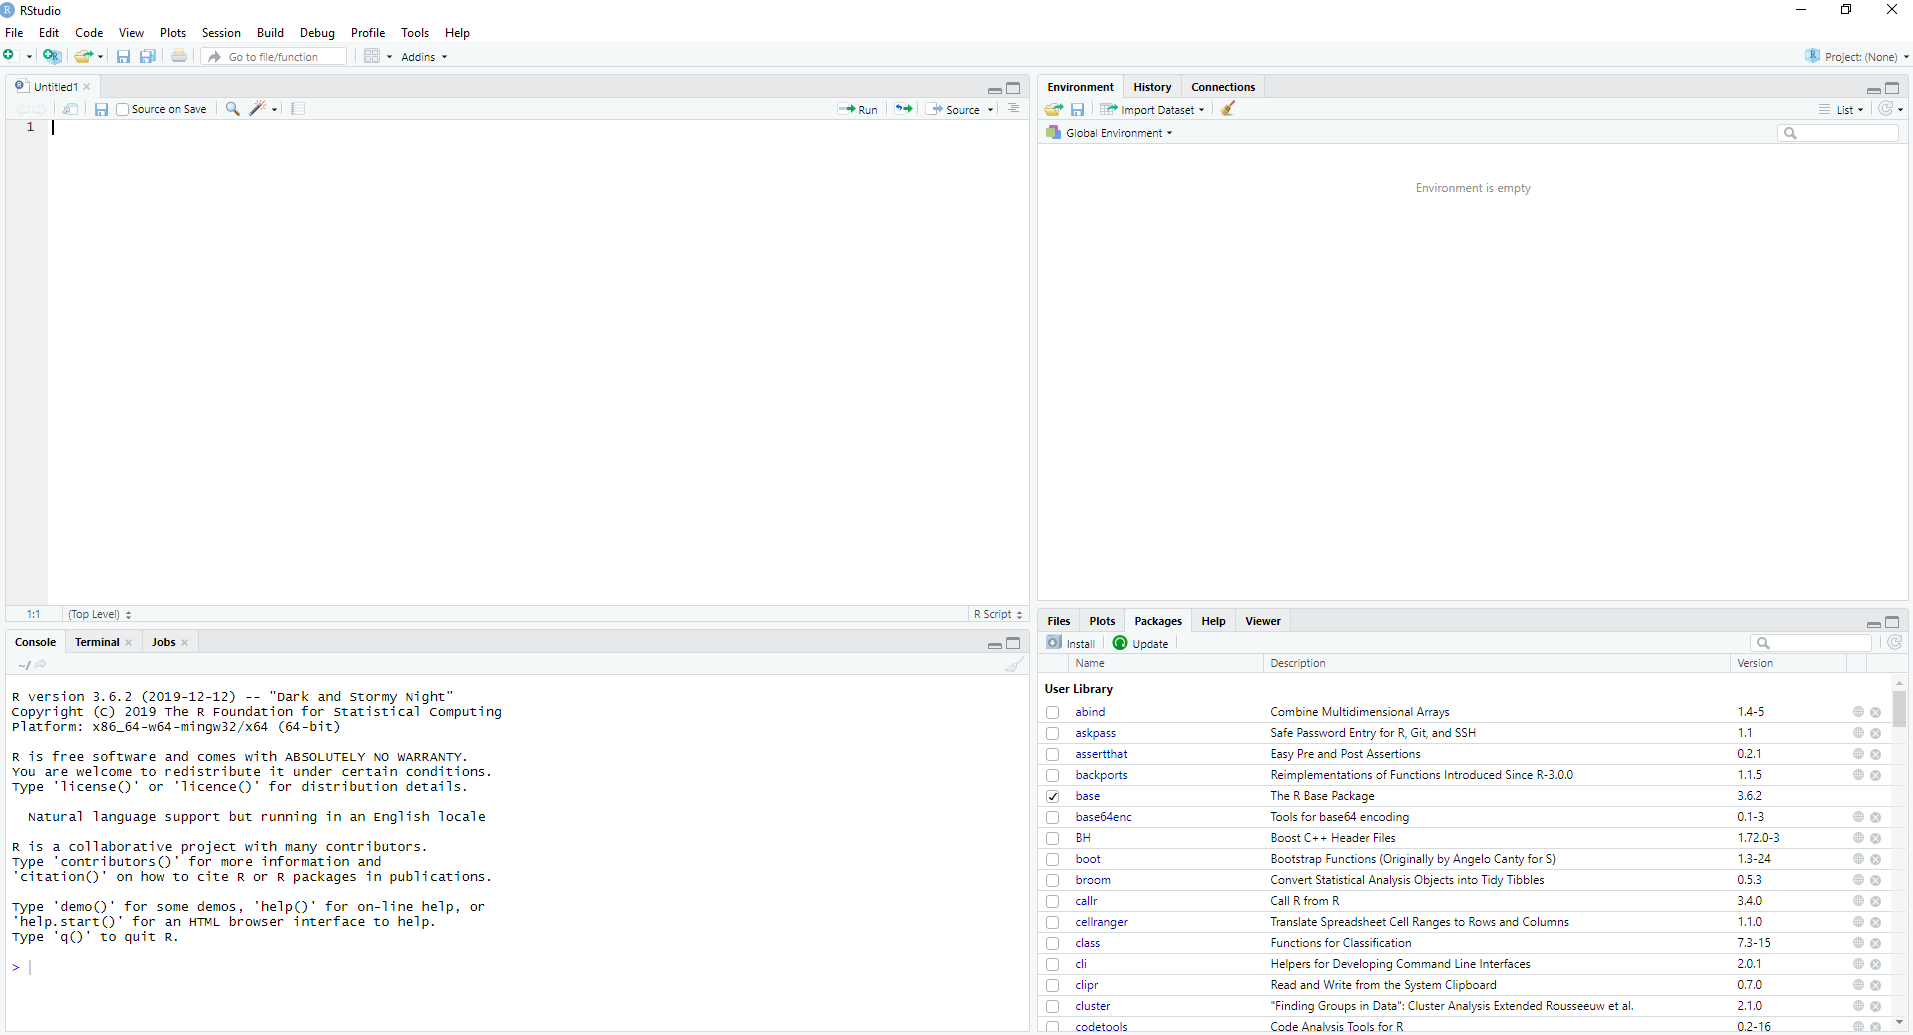 RStudio
File Edit Code View Plots Session Build Debug Profile Tools Help
Go to file/function Addins Project: (None)
Untitled1
Source on Save Run Source
1
1:1 (Top Level) R Script
Console Terminal Jobs
~/
R version 3.6.2 (2019-12-12) -- "Dark and Stormy Night"
Copyright (C) 2019 The R Foundation for Statistical Computing
Platform: x86_64-w64-mingw32/x64 (64-bit)
R is free software and comes with ABSOLUTELY NO WARRANTY.
You are welcome to redistribute it under certain conditions.
Type 'license()' or 'licence()' for distribution details.
Natural language support but running in an English locale
R is a collaborative project with many contributors.
Type 'contributors()' for more information and
'citation()' on how to cite R or R packages in publications.
Type 'demo()' for some demos, 'help()' for on-line help, or
'help.start()' for an HTML browser interface to help.
Type 'q()' to quit R.
>
Environment History Connections
Import Dataset List
Global Environment
Environment is empty
Files Plots Packages Help Viewer
Install Update
Name Description Version
User Library
abind Combine Multidimensional Arrays 1.4-5
askpass Safe Password Entry for R, Git, and SSH 1.1
assertthat Easy Pre and Post Assertions 0.2.1
backports Reimplementations of Functions Introduced Since R-3.0.0 1.1.5
base The R Base Package 3.6.2
base64enc Tools for base64 encoding 0.1-3
BH Boost C++ Header Files 1.72.0-3
boot Bootstrap Functions (Originally by Angelo Canty for S) 1.3-24
broom Convert Statistical Analysis Objects into Tidy Tibbles 0.5.3
callr Call R from R 3.4.0
cellranger Translate Spreadsheet Cell Ranges to Rows and Columns 1.1.0
class Functions for Classification 7.3-15
cli Helpers for Developing Command Line Interfaces 2.0.1
clipr Read and Write from the System Clipboard 0.7.0
cluster "Finding Groups in Data": Cluster Analysis Extended Rousseeuw et al. 2.1.0
codetools Code Analysis Tools for R 0.2-16